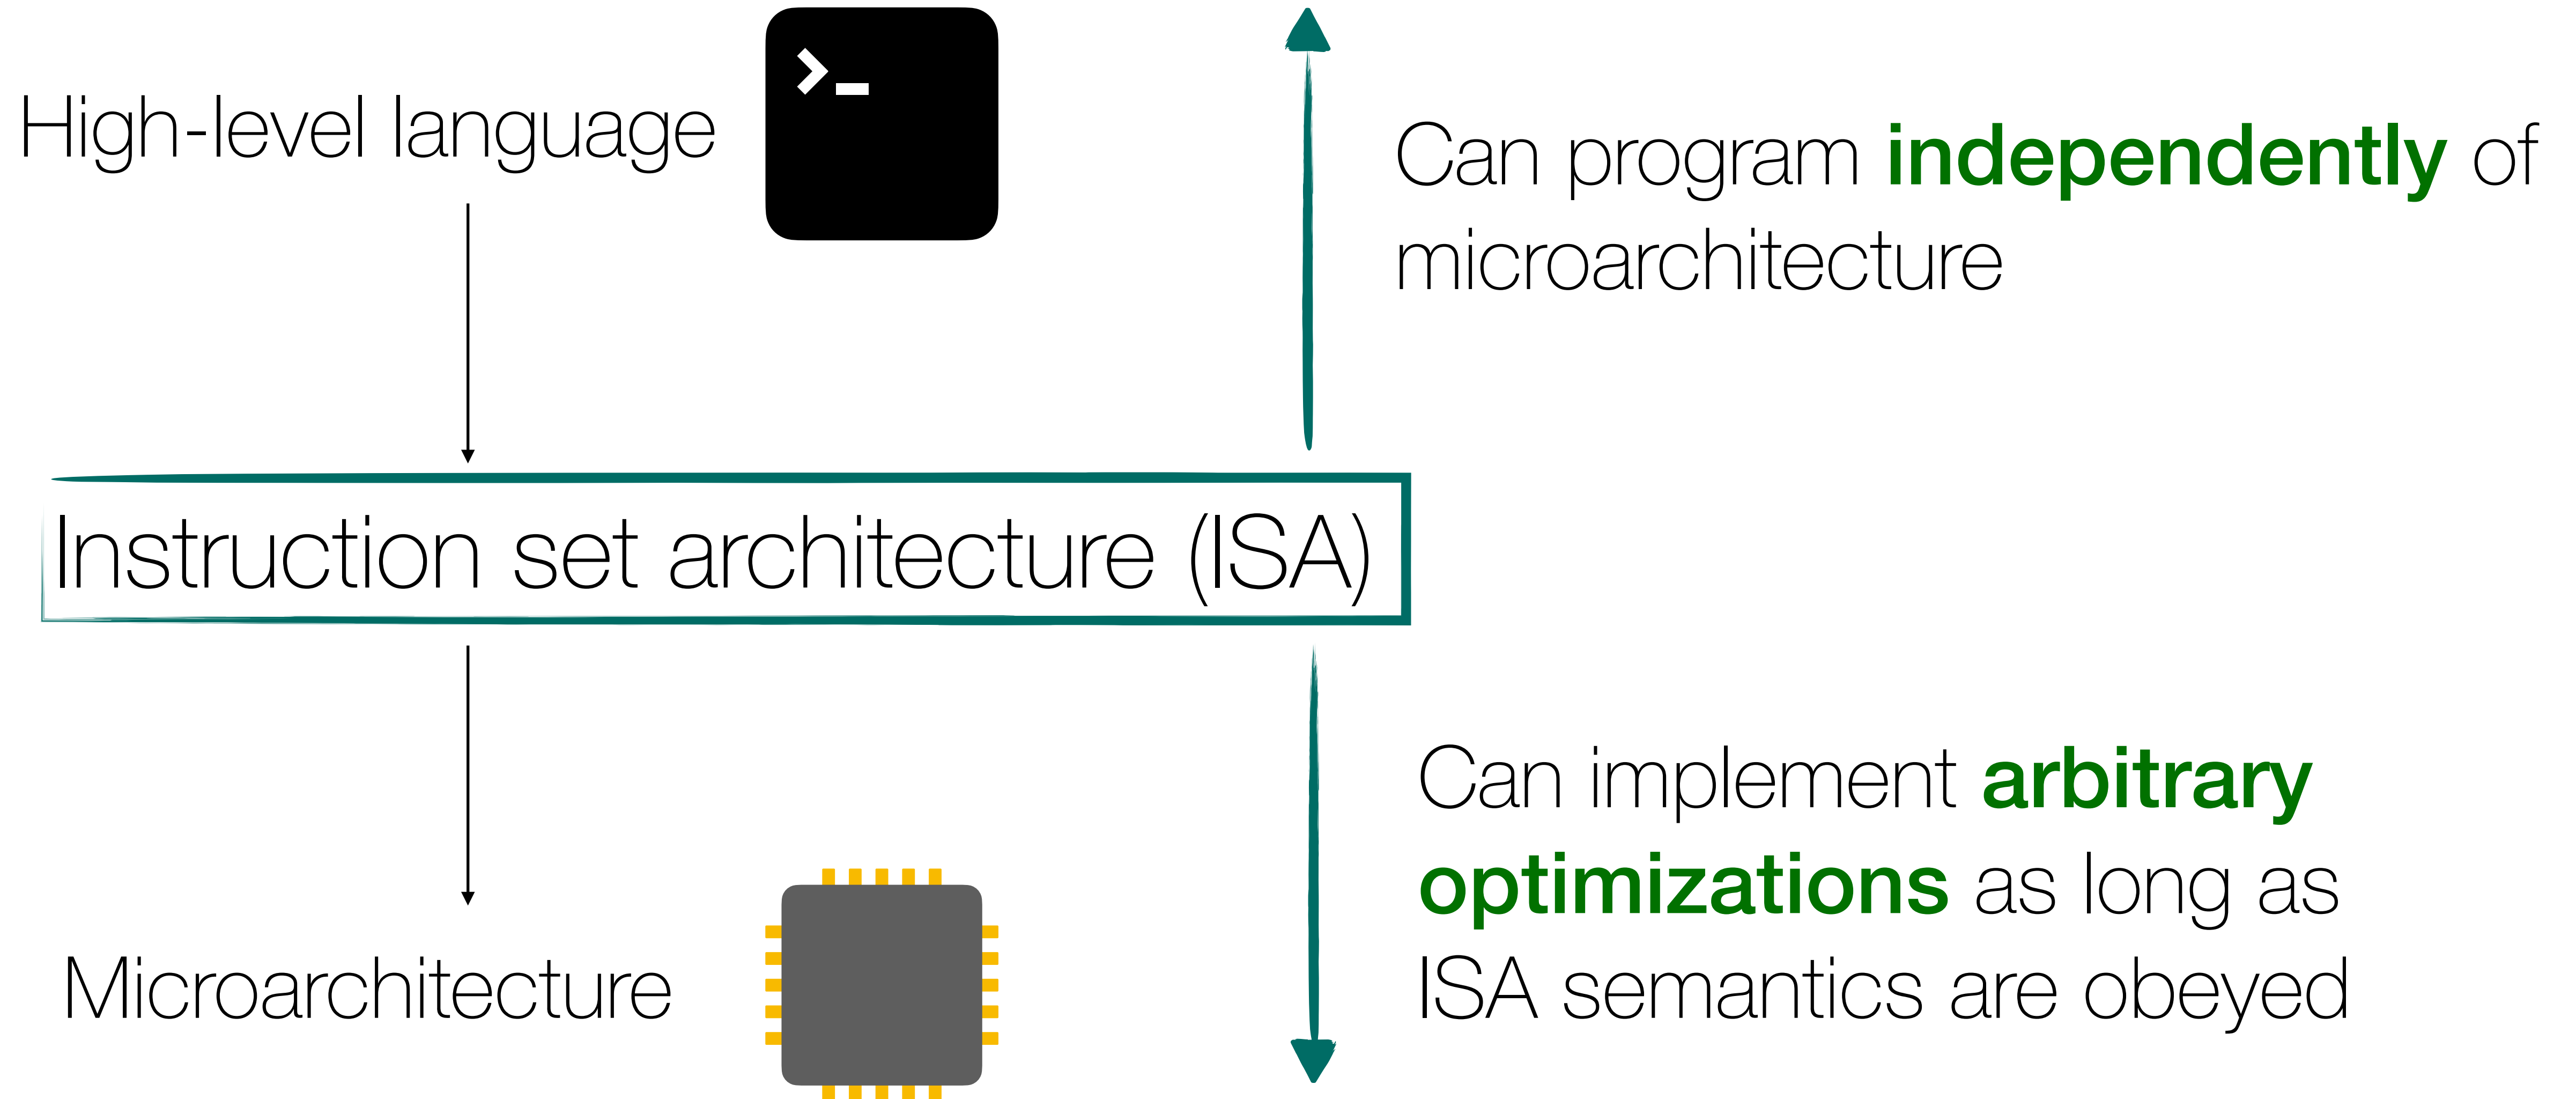 High-level language
>_
Can program independently of
microarchitecture
Instruction set architecture (ISA)
Can implement arbitrary
optimizations as long as
ISA semantics are obeyed
Microarchitecture